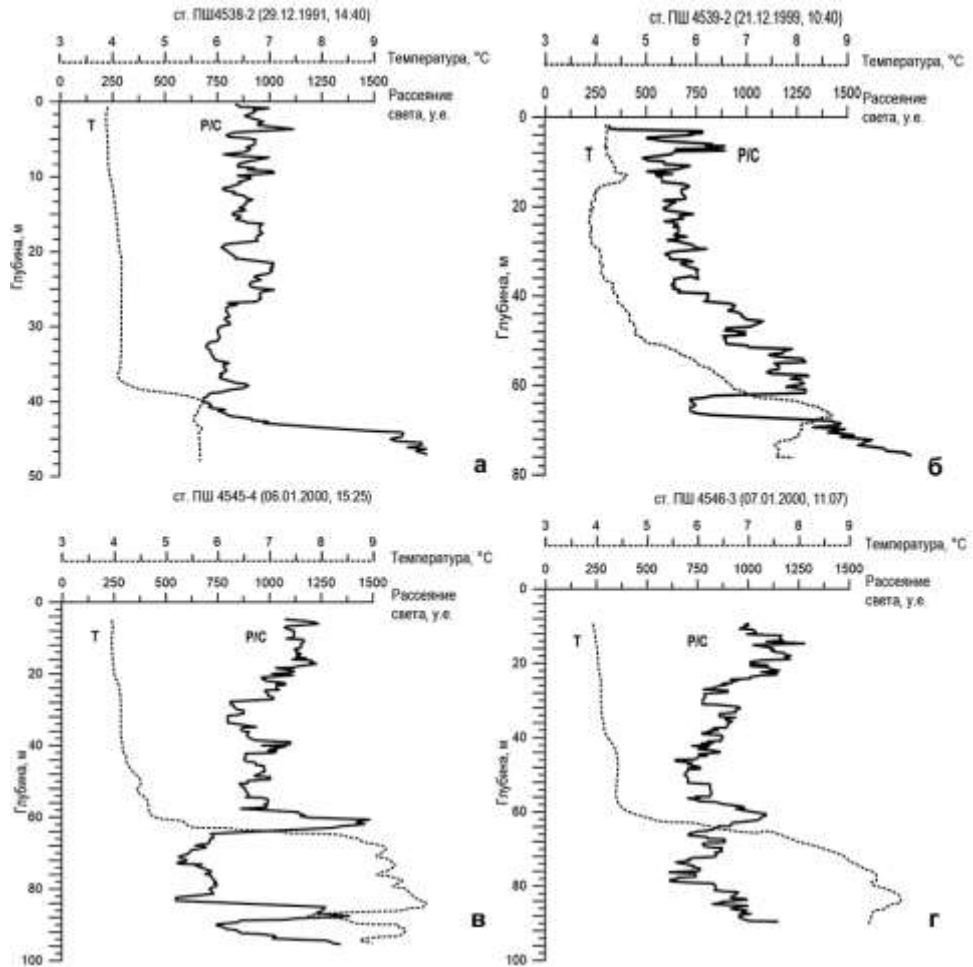 ст. ПШ4538-2 (29.12.1991, 14:40)
3 4 5 6 7 8 9
Температура, °C
0 250 500 750 1000 1250 1500
Рассеяние
света, у.е.
T
P/C
Глубина, м
0
10
20
30
40
50
а
ст. ПШ 4539-2 (21.12.1999, 10:40)
3 4 5 6 7 8 9
Температура, °C
0 250 500 750 1000 1250 1500
Рассеяние
света, у.е.
T
P/C
Глубина, м
0
20
40
60
80
б
ст. ПШ 4545-4 (06.01.2000, 15:25)
3 4 5 6 7 8 9
Температура, °C
0 250 500 750 1000 1250 1500
Рассеяние
света, у.е.
T
P/C
Глубина, м
0
20
40
60
80
100
в
ст. ПШ 4546-3 (07.01.2000, 11:07)
3 4 5 6 7 8 9
Температура, °C
0 250 500 750 1000 1250 1500
Рассеяние
света, у.е.
T
P/C
Глубина, м
0
20
40
60
80
100
г